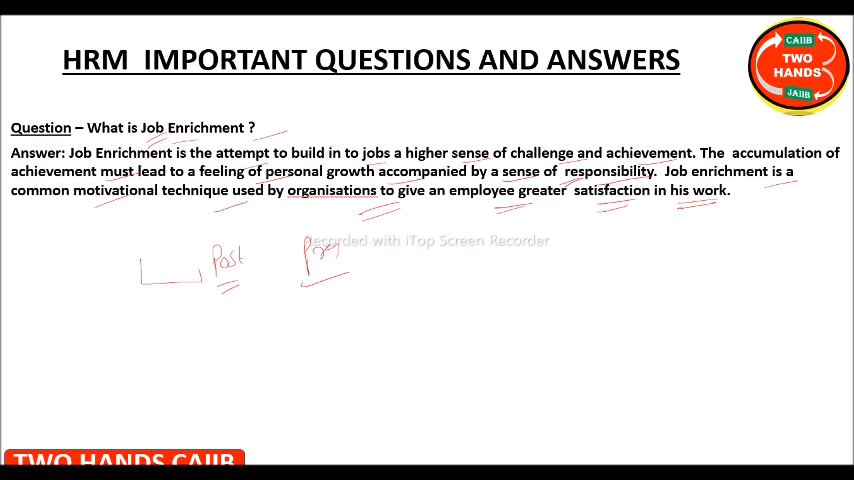 HRM IMPORTANT QUESTIONS AND ANSWERS
CAIIB
TWO
HANDS
JAIIB
Question – What is Job Enrichment ?
Answer: Job Enrichment is the attempt to build in to jobs a higher sense of challenge and achievement. The accumulation of
achievement must lead to a feeling of personal growth accompanied by a sense of responsibility. Job enrichment is a
common motivational technique used by organisations to give an employee greater satisfaction in his work.
Recorded with iTop Screen Recorder
Past
TWO HANDS CAIIB